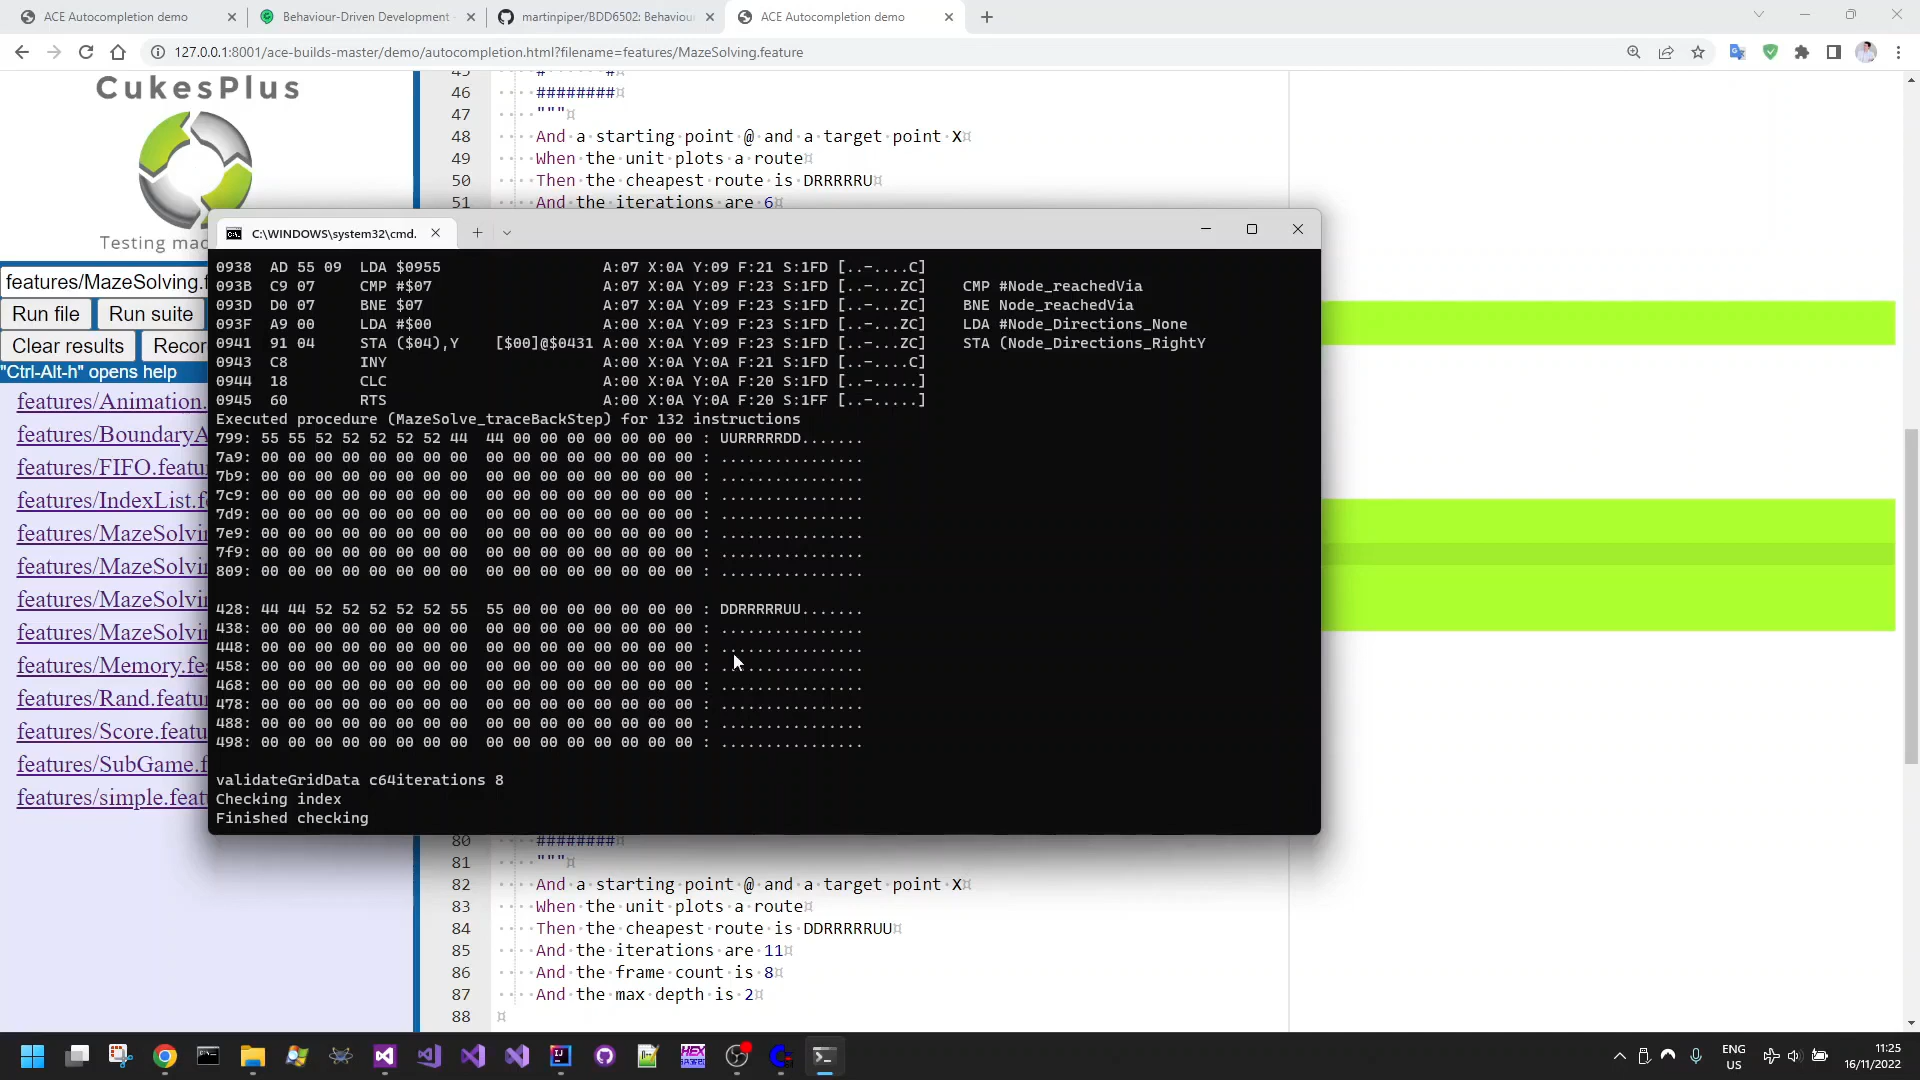 ACE Autocompletion demo
Behaviour-Driven Development
martinpiper/BDD6502: Behaviou
ACE Autocompletion demo
127.0.0.1:8001/ace-builds-master/demo/autocompletion.html?filename=features/MazeSolving.feature
CukesPlus
Testing mad
features/MazeSolving.f
Run file
Run suite
Clear results
Recor
"Ctrl-Alt-h" opens help
features/Animation.
features/BoundaryA
features/FIFO.featur
features/IndexList.fe
features/MazeSolvin
features/MazeSolvin
features/MazeSolvin
features/MazeSolvin
features/Memory.fea
features/Rand.featur
features/Score.featu
features/SubGame.f
features/simple.feat
45 ····#······#¤
46 ····########¤
47 ····"""¤
48 ····And·a·starting·point·@·and·a·target·point·X¤
49 ····When·the·unit·plots·a·route¤
50 ····Then·the·cheapest·route·is·DRRRRRU¤
51 ····And·the·iterations·are·6¤
C:\WINDOWS\system32\cmd.
0938  AD 55 09  LDA $0955                  A:07 X:0A Y:09 F:21 S:1FD [..-....C]
093B  C9 07     CMP #$07                   A:07 X:0A Y:09 F:23 S:1FD [..-...ZC]    CMP #Node_reachedVia
093D  D0 07     BNE $07                    A:07 X:0A Y:09 F:23 S:1FD [..-...ZC]    BNE Node_reachedVia
093F  A9 00     LDA #$00                   A:00 X:0A Y:09 F:23 S:1FD [..-...ZC]    LDA #Node_Directions_None
0941  91 04     STA ($04),Y    [$00]@$0431 A:00 X:0A Y:09 F:23 S:1FD [..-...ZC]    STA (Node_Directions_RightY
0943  C8        INY                        A:00 X:0A Y:0A F:21 S:1FD [..-....C]
0944  18        CLC                        A:00 X:0A Y:0A F:20 S:1FD [..-.....]
0945  60        RTS                        A:00 X:0A Y:0A F:20 S:1FF [..-.....]
Executed procedure (MazeSolve_traceBackStep) for 132 instructions
799: 55 55 52 52 52 52 52 44  44 00 00 00 00 00 00 00 : UURRRRRDD.......
7a9: 00 00 00 00 00 00 00 00  00 00 00 00 00 00 00 00 : ................
7b9: 00 00 00 00 00 00 00 00  00 00 00 00 00 00 00 00 : ................
7c9: 00 00 00 00 00 00 00 00  00 00 00 00 00 00 00 00 : ................
7d9: 00 00 00 00 00 00 00 00  00 00 00 00 00 00 00 00 : ................
7e9: 00 00 00 00 00 00 00 00  00 00 00 00 00 00 00 00 : ................
7f9: 00 00 00 00 00 00 00 00  00 00 00 00 00 00 00 00 : ................
809: 00 00 00 00 00 00 00 00  00 00 00 00 00 00 00 00 : ................
428: 44 44 52 52 52 52 52 55  55 00 00 00 00 00 00 00 : DDRRRRRUU.......
438: 00 00 00 00 00 00 00 00  00 00 00 00 00 00 00 00 : ................
448: 00 00 00 00 00 00 00 00  00 00 00 00 00 00 00 00 : ................
458: 00 00 00 00 00 00 00 00  00 00 00 00 00 00 00 00 : ................
468: 00 00 00 00 00 00 00 00  00 00 00 00 00 00 00 00 : ................
478: 00 00 00 00 00 00 00 00  00 00 00 00 00 00 00 00 : ................
488: 00 00 00 00 00 00 00 00  00 00 00 00 00 00 00 00 : ................
498: 00 00 00 00 00 00 00 00  00 00 00 00 00 00 00 00 : ................
validateGridData c64iterations 8
Checking index
Finished checking
80 ····########¤
81 ····"""¤
82 ····And·a·starting·point·@·and·a·target·point·X¤
83 ····When·the·unit·plots·a·route¤
84 ····Then·the·cheapest·route·is·DDRRRRRUU¤
85 ····And·the·iterations·are·11¤
86 ····And·the·frame·count·is·8¤
87 ····And·the·max·depth·is·2¤
88 ¤
HEX
ENG
US
11:25
16/11/2022